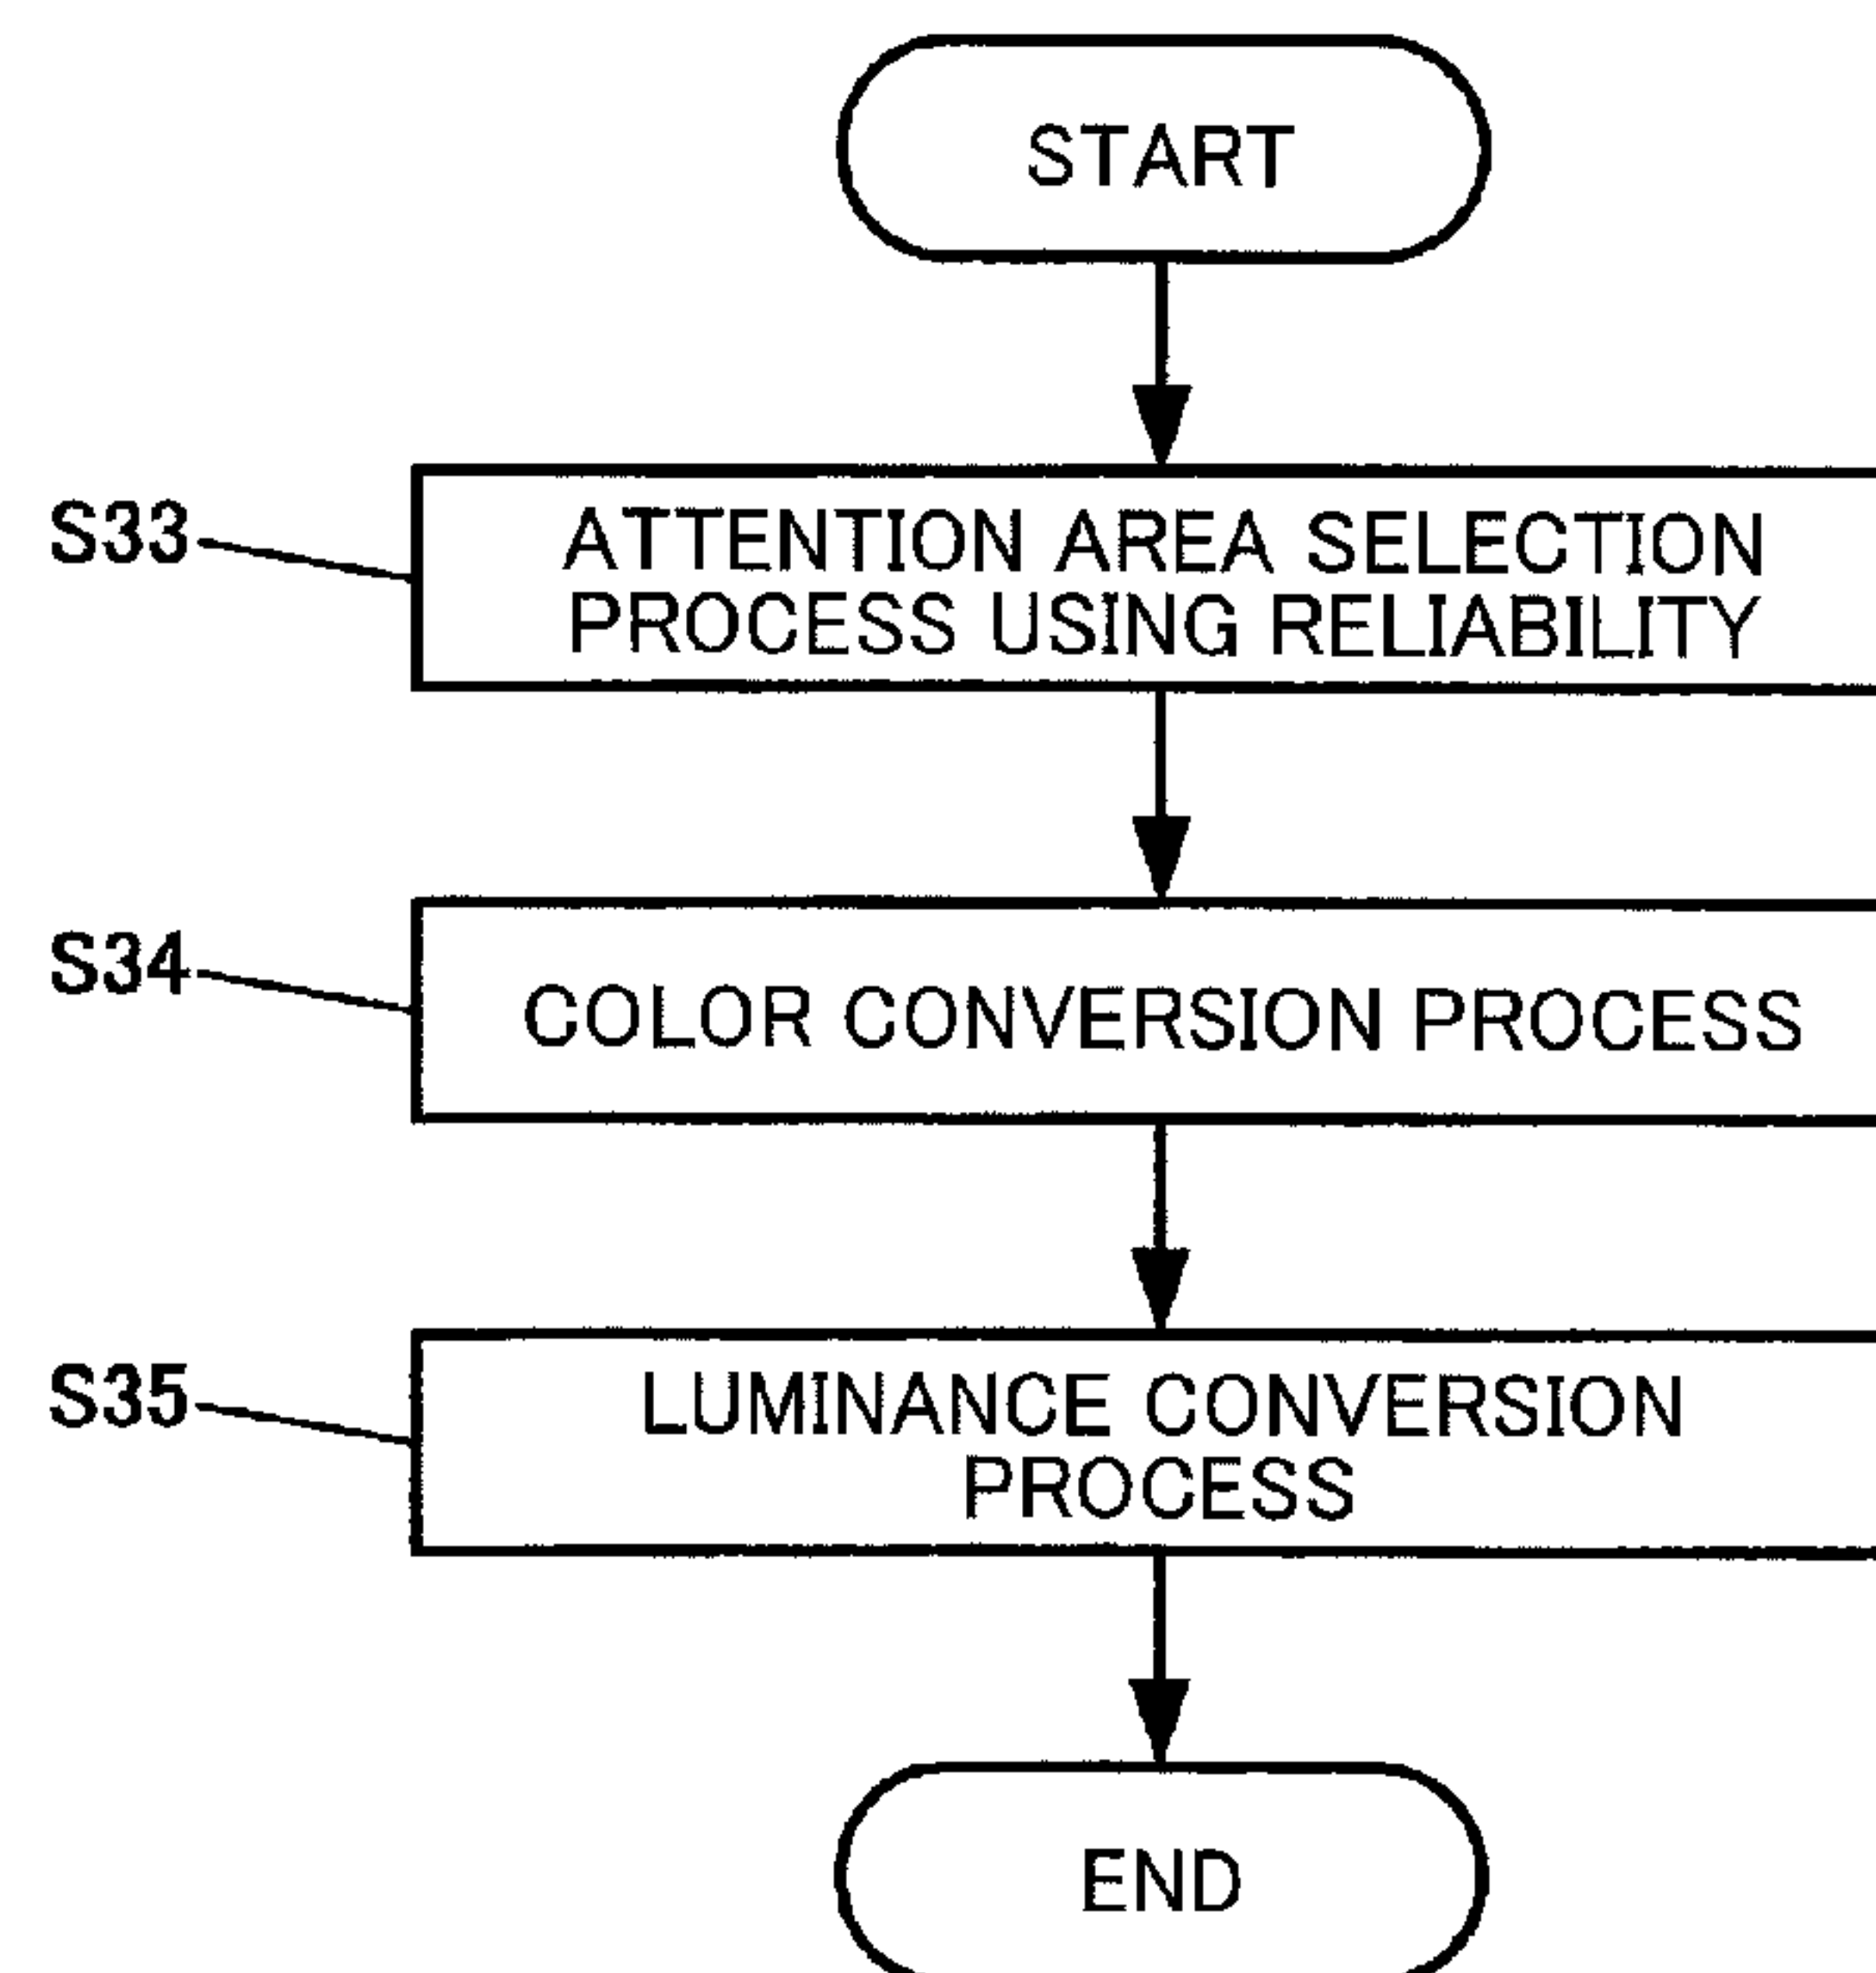 START
S33
ATTENTION AREA SELECTION
PROCESS USING RELIABILITY
S34
COLOR CONVERSION PROCESS
S35
LUMINANCE CONVERSION
PROCESS
END